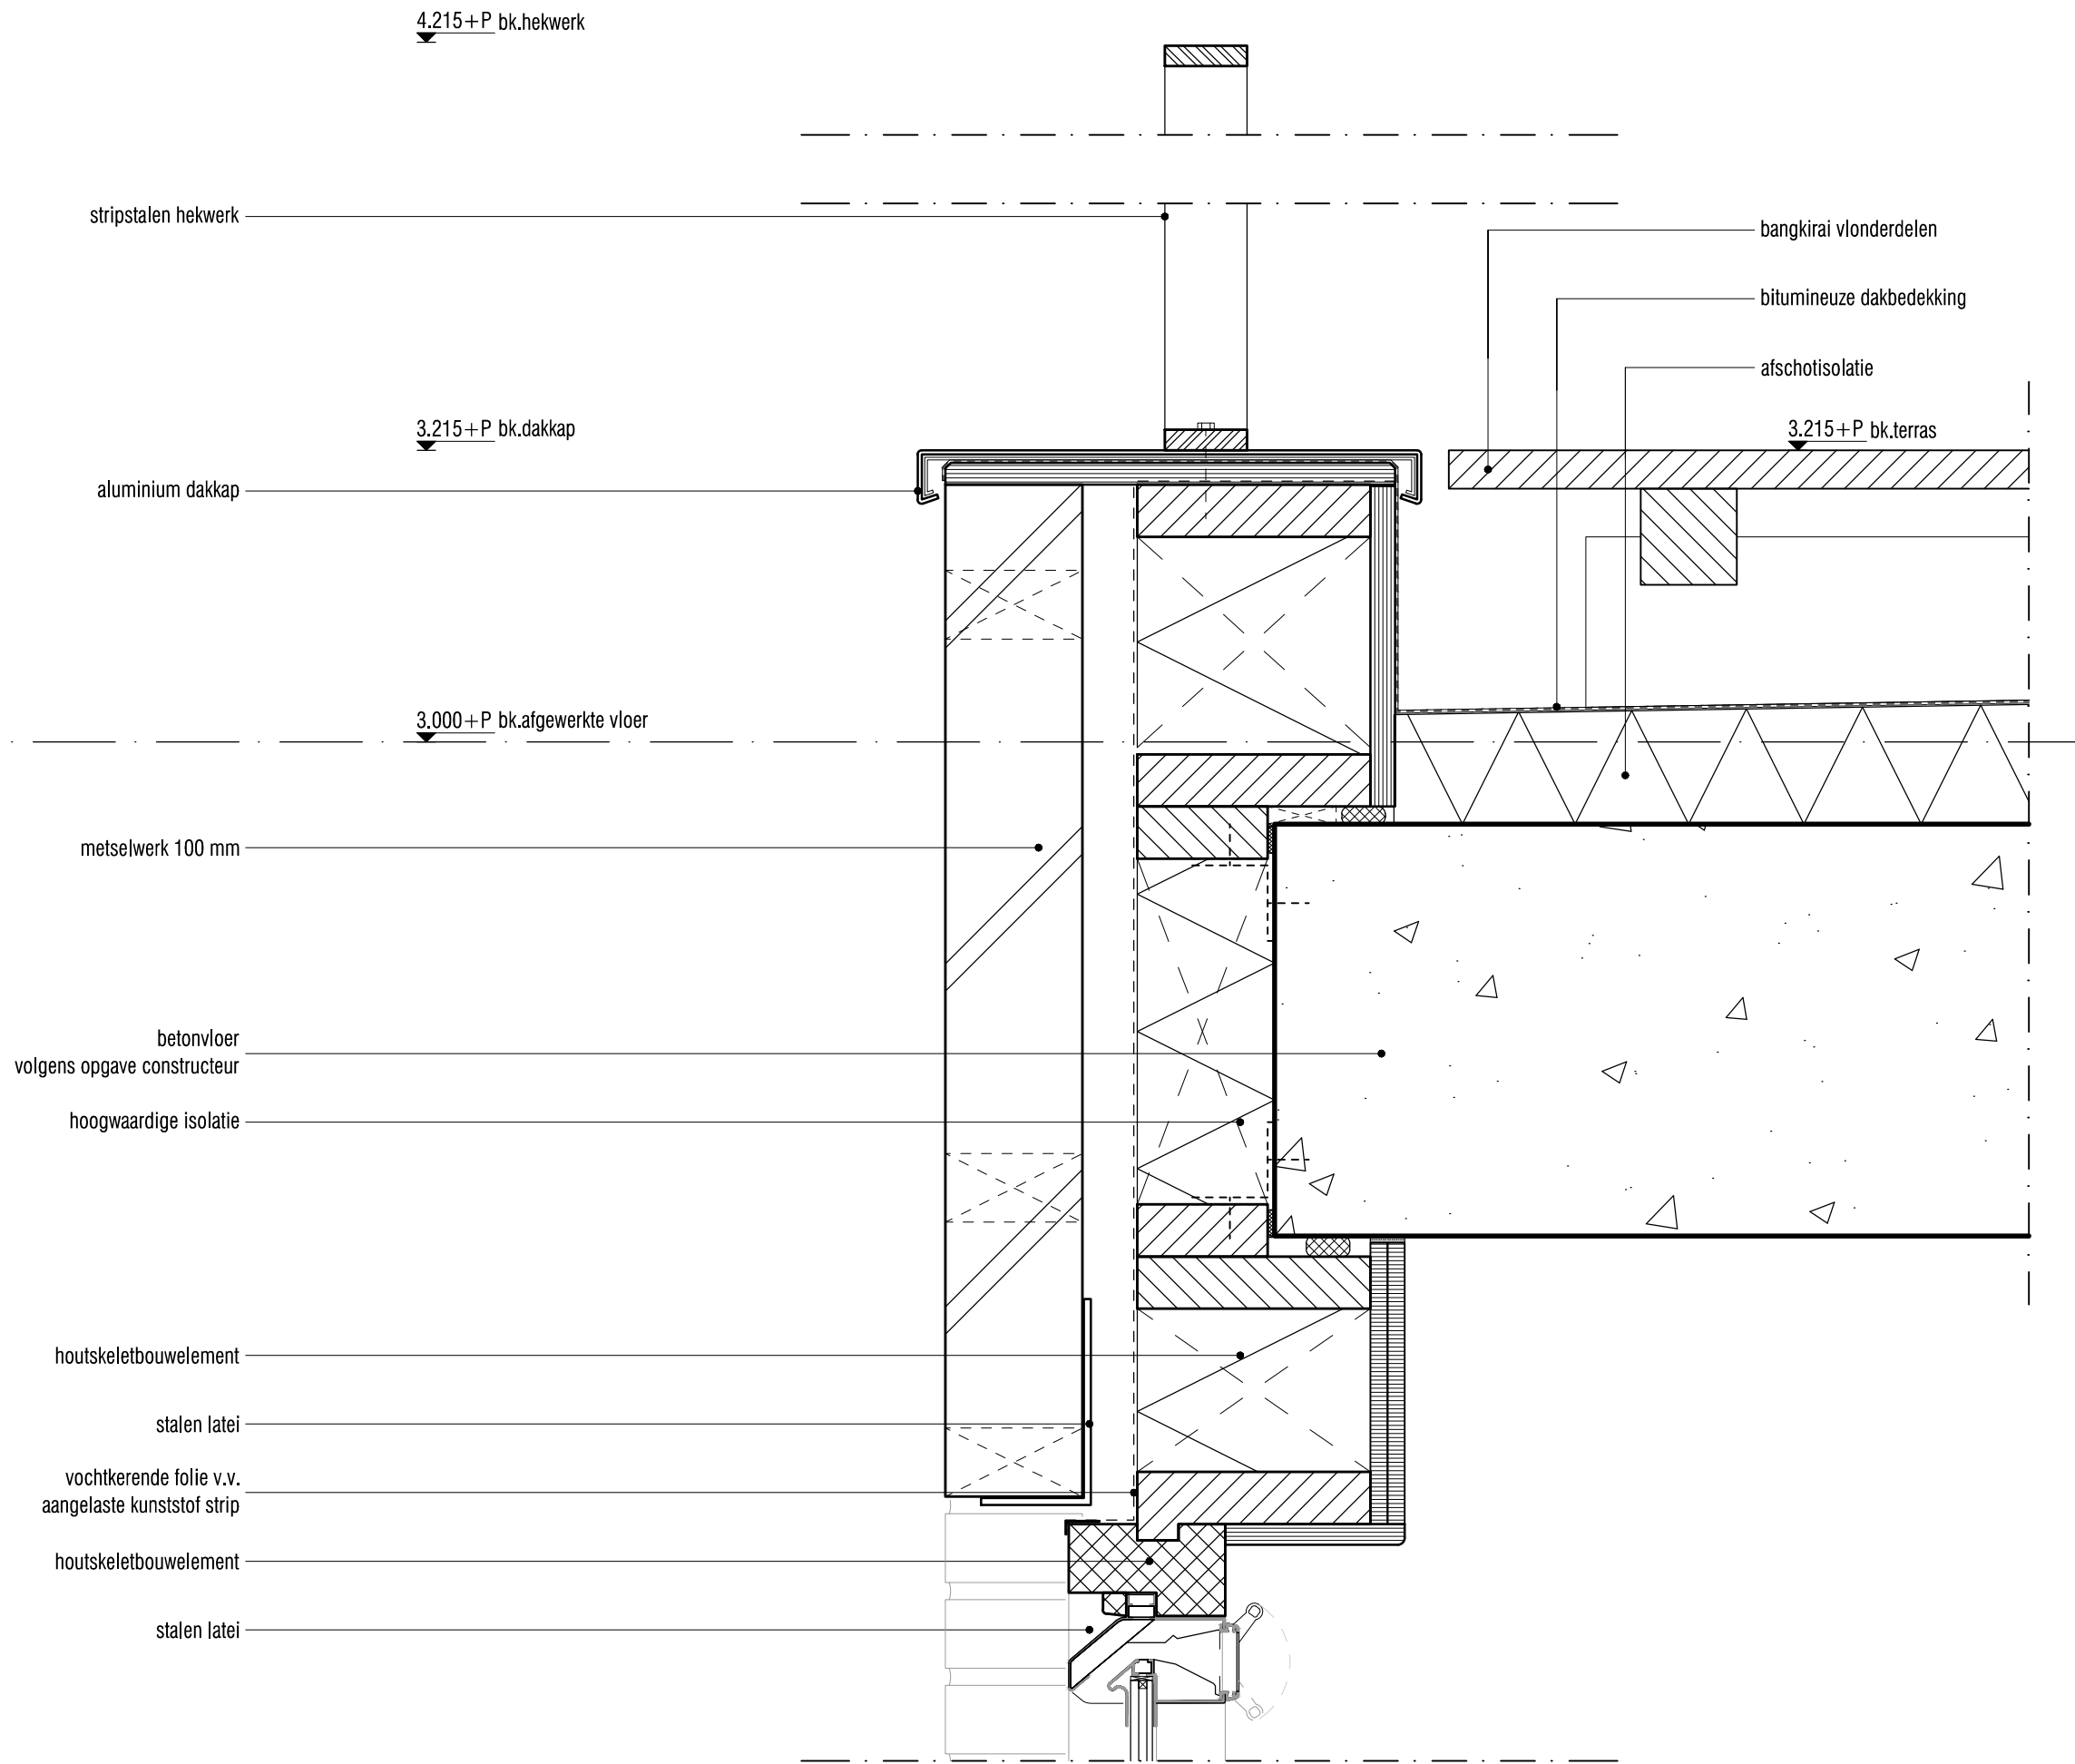 4.215+P bk.hekwerk
stripstalen hekwerk
bangkirai vlonderdelen
bitumineuze dakbedekking
afschotisolatie
3.215+P bk.dakkap
3.215+P bk.terras
aluminium dakkap
3.000+P bk.afgewerkte vloer
metselwerk 100 mm
betonvloer
volgens opgave constructeur
hoogwaardige isolatie
houtskeletbouwelement
stalen latei
vochtkerende folie v.v.
aangelaste kunststof strip
houtskeletbouwelement
stalen latei